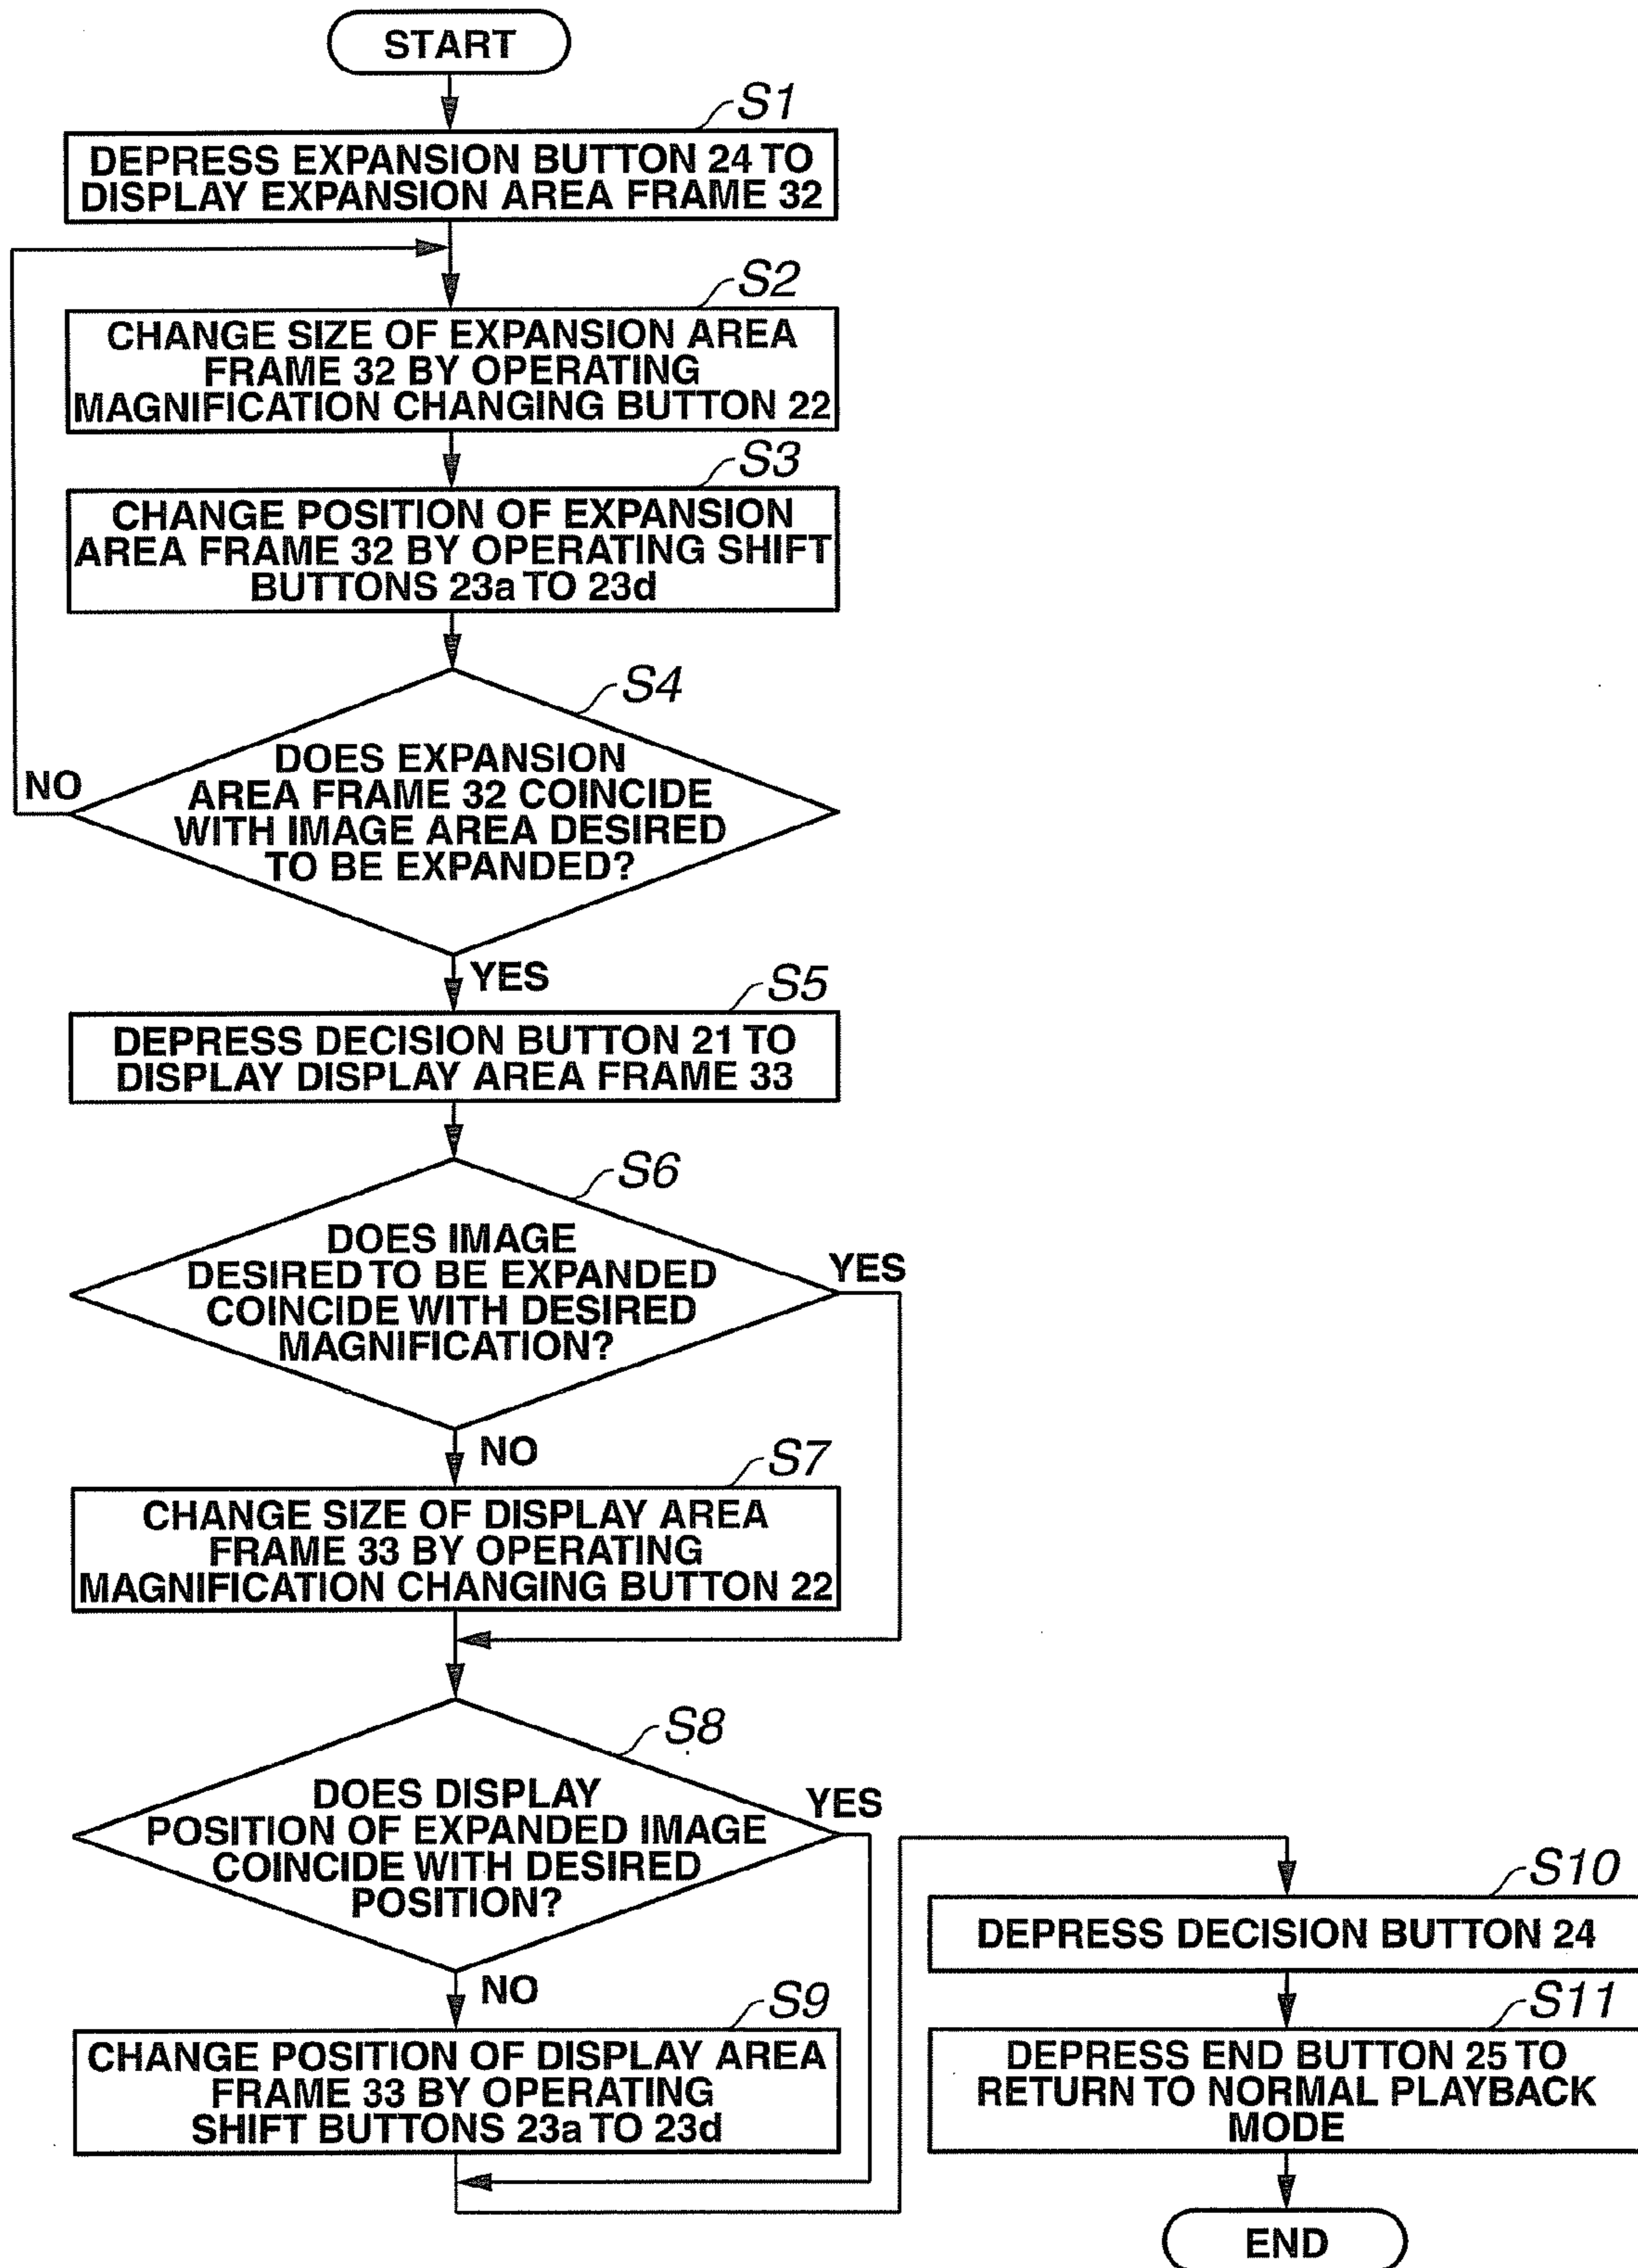 START
S1
DEPRESS EXPANSION BUTTON 24 TO
DISPLAY EXPANSION AREA FRAME 32
S2
CHANGE SIZE OF EXPANSION AREA
FRAME 32 BY OPERATING
MAGNIFICATION CHANGING BUTTON 22
S3
CHANGE POSITION OF EXPANSION
AREA FRAME 32 BY OPERATING SHIFT
BUTTONS 23a TO 23d
S4
DOES EXPANSION
AREA FRAME 32 COINCIDE
WITH IMAGE AREA DESIRED
TO BE EXPANDED?
NO
YES
S5
DEPRESS DECISION BUTTON 21 TO
DISPLAY DISPLAY AREA FRAME 33
S6
DOES IMAGE
DESIRED TO BE EXPANDED
COINCIDE WITH DESIRED
MAGNIFICATION?
YES
NO
S7
CHANGE SIZE OF DISPLAY AREA
FRAME 33 BY OPERATING
MAGNIFICATION CHANGING BUTTON 22
S8
DOES DISPLAY
POSITION OF EXPANDED IMAGE
COINCIDE WITH DESIRED
POSITION?
YES
NO
S9
CHANGE POSITION OF DISPLAY AREA
FRAME 33 BY OPERATING
SHIFT BUTTONS 23a TO 23d
S10
DEPRESS DECISION BUTTON 24
S11
DEPRESS END BUTTON 25 TO
RETURN TO NORMAL PLAYBACK
MODE
END